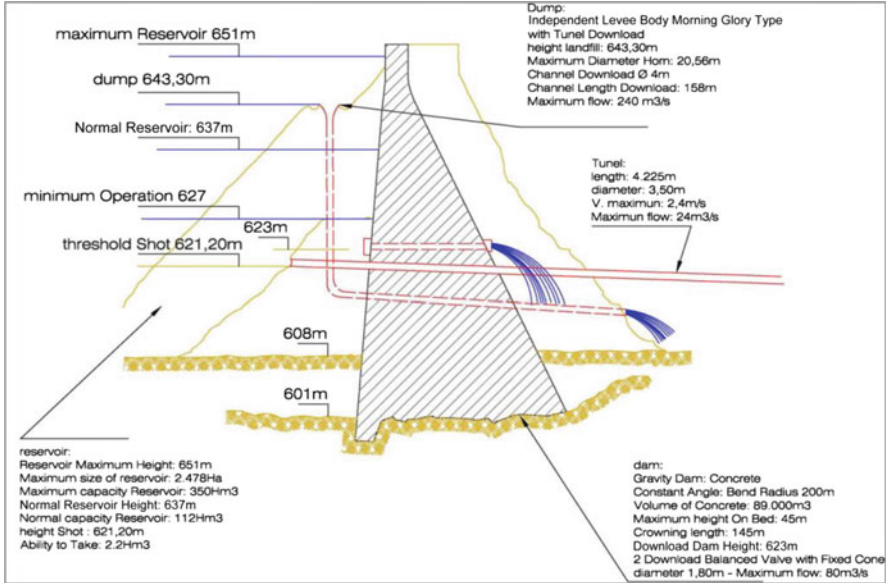 Dump:
Independent Levee Body Morning Glory Type
with Tunel Download
height landfill: 643,30m
Maximum Diameter Horn: 20,56m
Channel Download Ø 4m
Channel Length Download: 158m
Maximum flow: 240 m3/s
maximum Reservoir 651m
dump 643,30m
Normal Reservoir: 637m
minimum Operation 627
623m
threshold Shot 621,20m
Tunel:
length: 4.225m
diameter: 3,50m
V. maximun: 2,4m/s
Maximun flow: 24m3/s
608m
601m
reservoir:
Reservoir Maximum Height: 651m
Maximum size of reservoir: 2.478Ha
Maximum capacity Reservoir: 350Hm3
Normal Reservoir Height: 637m
Normal capacity Reservoir: 112Hm3
height Shot : 621,20m
Ability to Take: 2.2Hm3
dam:
Gravity Dam: Concrete
Constant Angle: Bend Radius 200m
Volume of Concrete: 89.000m3
Maximum height On Bed: 45m
Crowning length: 145m
Download Dam Height: 623m
2 Download Balanced Valve with Fixed Cone
diameter 1,80m - Maximum flow: 80m3/s